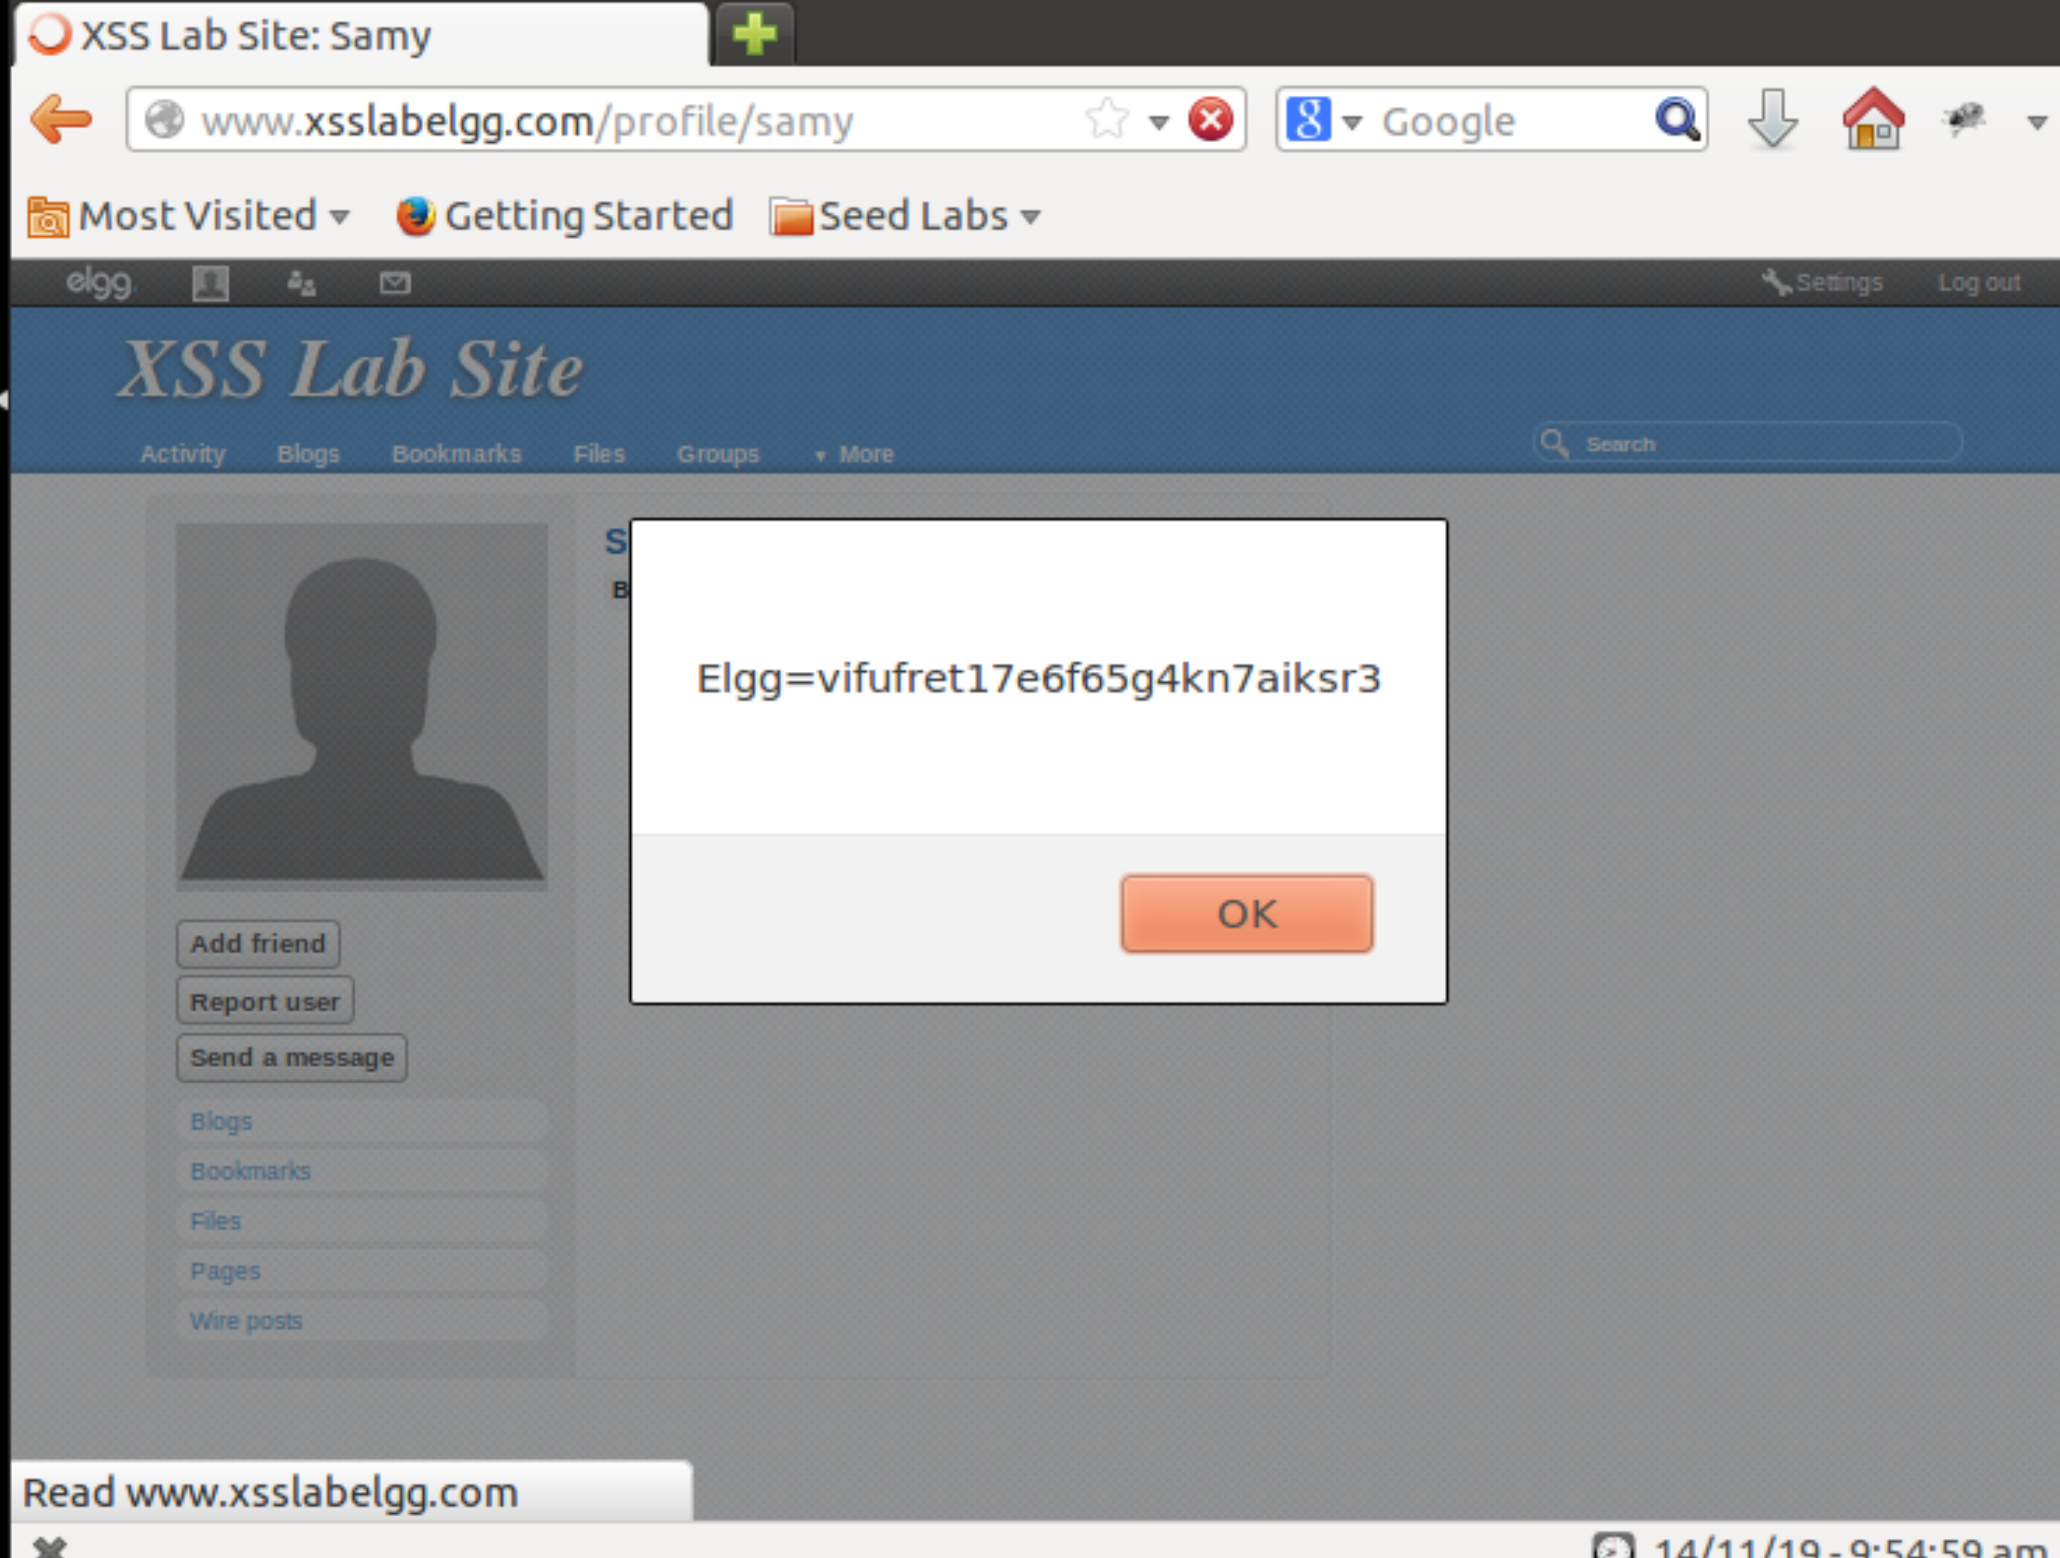 XSS Lab Site: Samy
www.xsslabelgg.com/profile/samy
Google
Most Visited Getting Started Seed Labs
elgg. Settings Log out
XSS Lab Site
Activity Blogs Bookmarks Files Groups More Search
S
B
Elgg=vifufret17e6f65g4kn7aiksr3
OK
Add friend
Report user
Send a message
Blogs
Bookmarks
Files
Pages
Wire posts
Read www.xsslabelgg.com
14/11/19 - 9:54:59 am